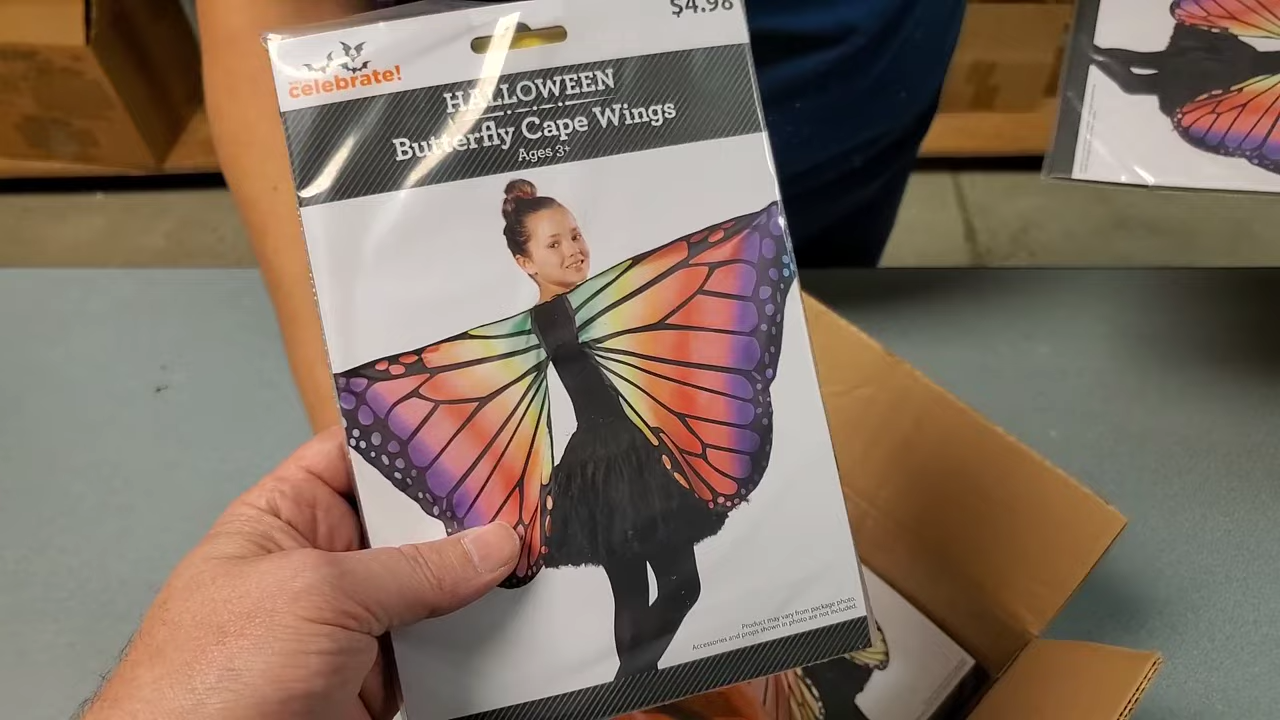 $4.98
celebrate!
HALLOWEEN
Butterfly Cape Wings
Ages 3+
Product may vary from package photo.
Accessories and props shown in photo are not included.